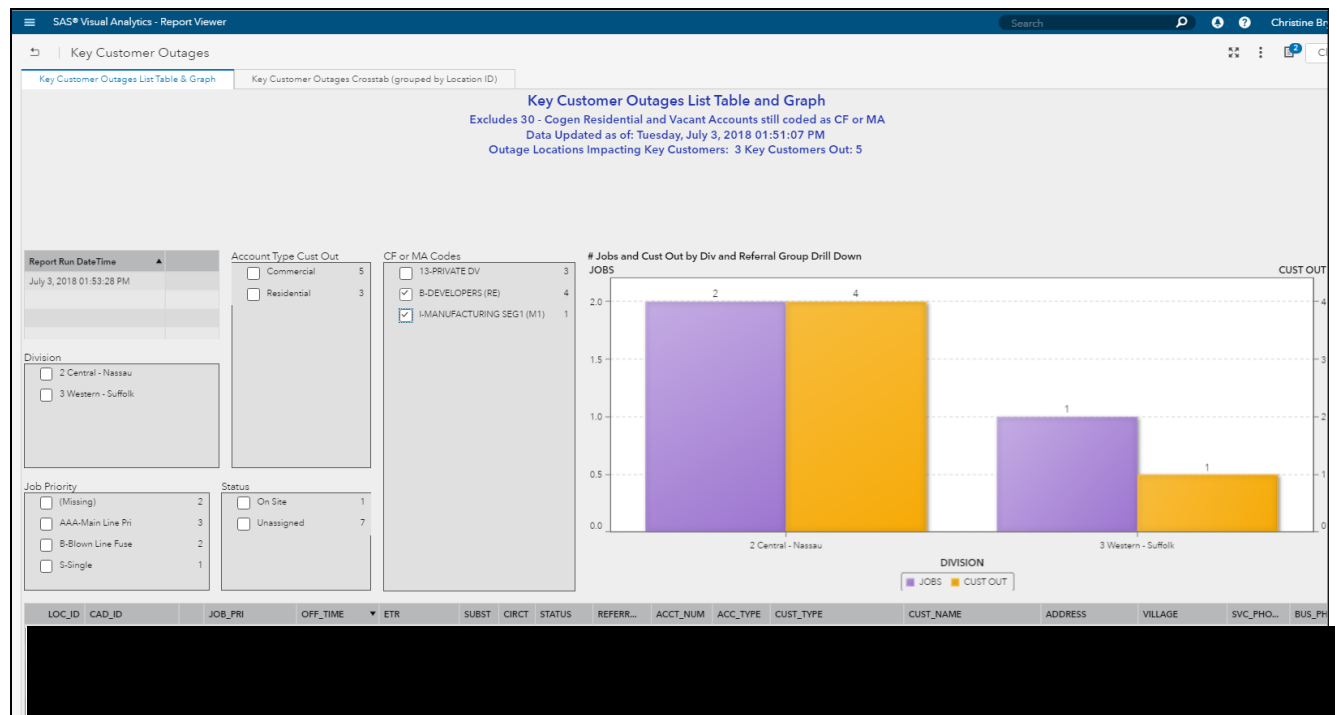 SAS® Visual Analytics - Report Viewer
Search
Christine Br
Key Customer Outages
2
Cl
Key Customer Outages List Table & Graph
Key Customer Outages Crosstab (grouped by Location ID)
Key Customer Outages List Table and Graph
Excludes 30 - Cogen Residential and Vacant Accounts still coded as CF or MA
Data Updated as of: Tuesday, July 3, 2018 01:51:07 PM
Outage Locations Impacting Key Customers: 3 Key Customers Out: 5
Report Run DateTime
July 3, 2018 01:53:28 PM
Division
2 Central - Nassau
3 Western - Suffolk
Account Type Cust Out
Commercial 5
Residential 3
CF or MA Codes
13-PRIVATE DV 3
B-DEVELOPERS (RE) 4
I-MANUFACTURING SEG1 (M1) 1
Job Priority
(Missing) 2
AAA-Main Line Pri 3
B-Blown Line Fuse 2
S-Single 1
Status
On Site 1
Unassigned 7
# Jobs and Cust Out by Div and Referral Group Drill Down
JOBS
CUST OUT
2 4
2.0 4
1.5 3
1
1.0 2
1
0.5 1
0.0 0
2 Central - Nassau
3 Western - Suffolk
DIVISION
JOBS CUST OUT
LOC_ID CAD_ID JOB_PRI OFF_TIME ETR SUBST CIRCT STATUS REFERR... ACCT_NUM ACC_TYPE CUST_TYPE CUST_NAME ADDRESS VILLAGE SVC_PHO... BUS_PH